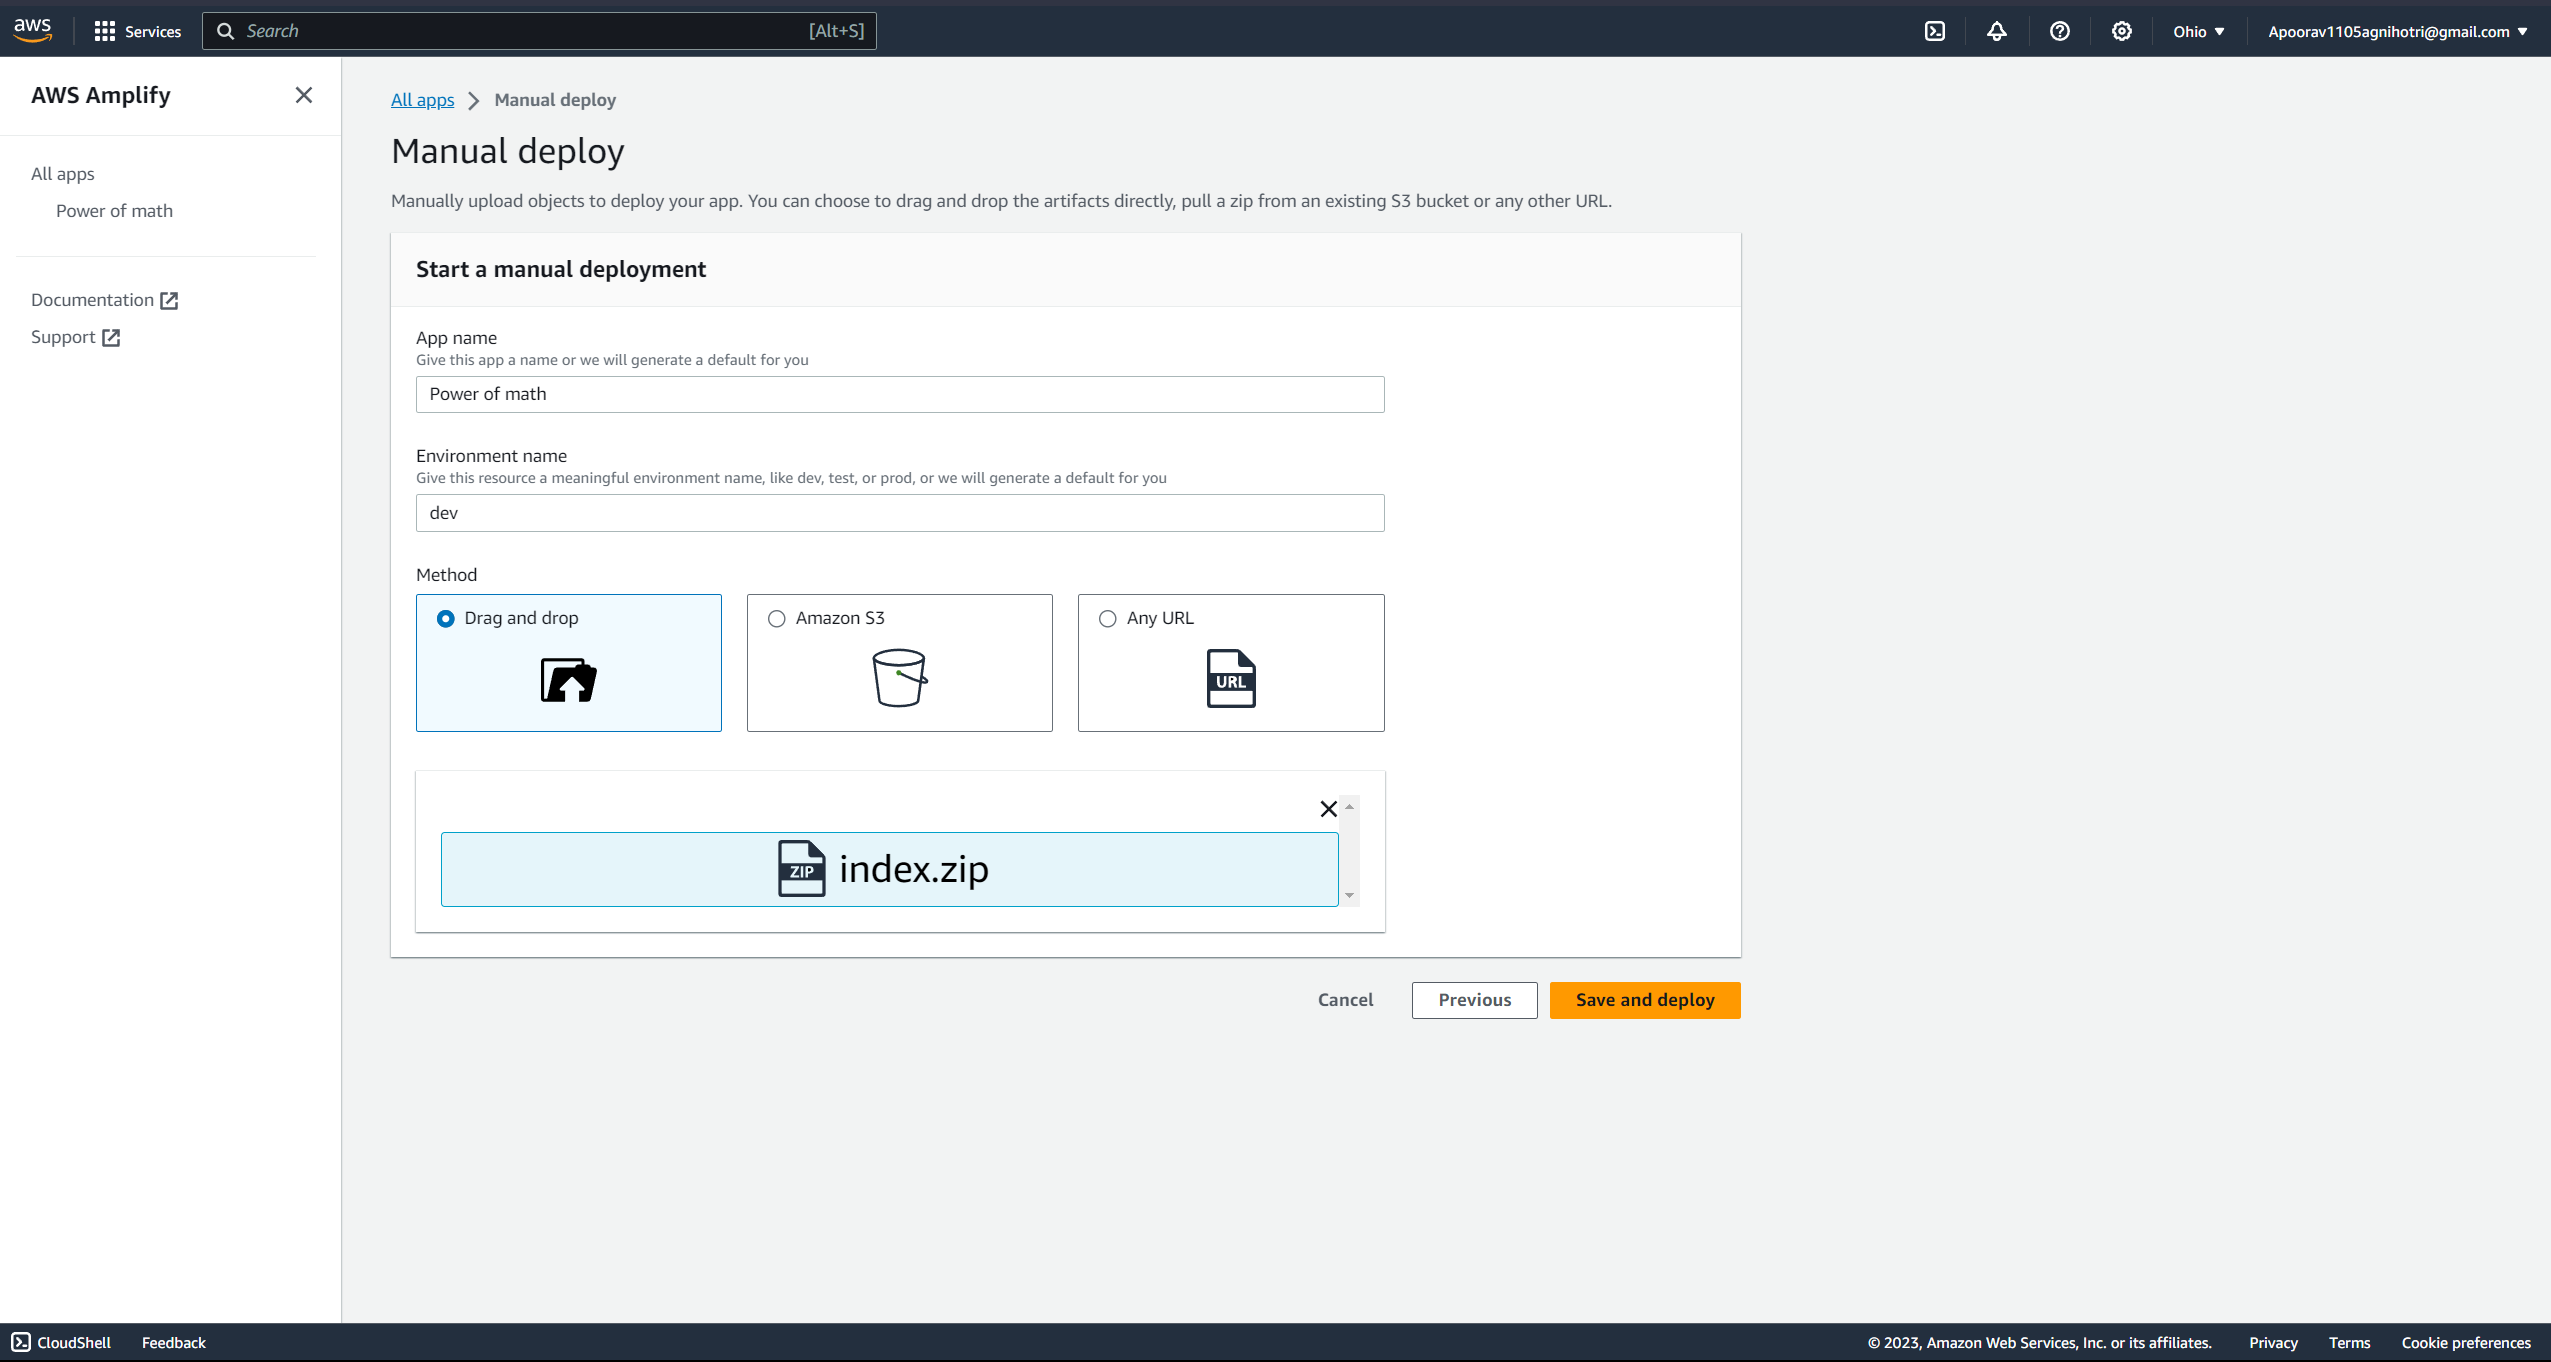 aws
Services
Search
[Alt+S]
Ohio
Apoorav1105agnihotri@gmail.com
AWS Amplify
All apps
Power of math
Documentation
Support
All apps
Manual deploy
Manual deploy
Manually upload objects to deploy your app. You can choose to drag and drop the artifacts directly, pull a zip from an existing S3 bucket or any other URL.
Start a manual deployment
App name
Give this app a name or we will generate a default for you
Power of math
Environment name
Give this resource a meaningful environment name, like dev, test, or prod, or we will generate a default for you
dev
Method
Drag and drop
Amazon S3
Any URL
URL
ZIP
index.zip
Cancel
Previous
Save and deploy
CloudShell
Feedback
© 2023, Amazon Web Services, Inc. or its affiliates.
Privacy
Terms
Cookie preferences